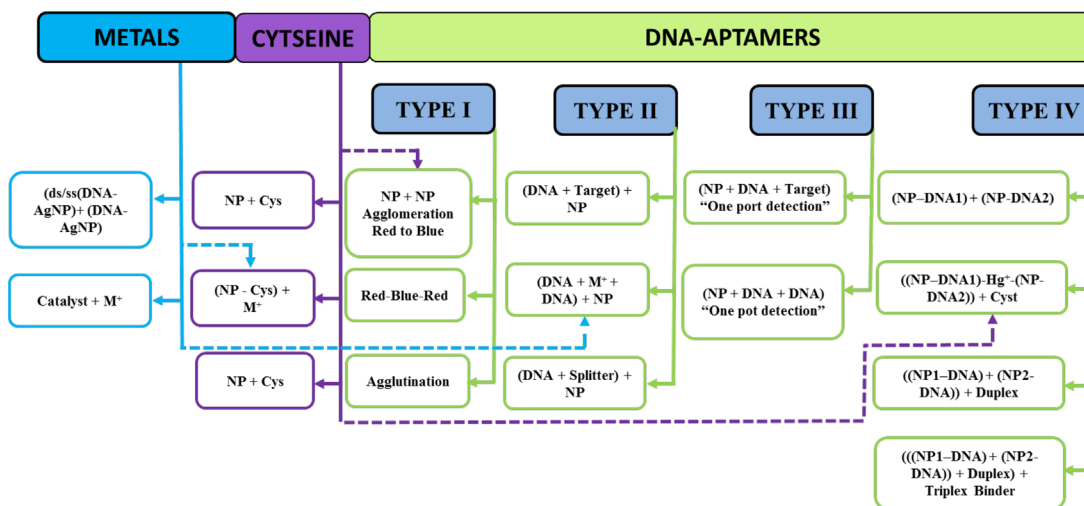 METALS
CYTSEINE
DNA-APTAMERS
TYPE I
TYPE II
TYPE III
TYPE IV
(ds/ss(DNA-
AgNP)+ (DNA-
AgNP)
Catalyst + M⁺
NP + Cys
(NP - Cys) +
M⁺
NP + Cys
NP + NP
Agglomeration
Red to Blue
Red-Blue-Red
Agglutination
(DNA + Target) +
NP
(DNA + M⁺ +
DNA) + NP
(DNA + Splitter) +
NP
(NP + DNA + Target)
“One port detection”
(NP + DNA + DNA)
“One pot detection”
(NP–DNA1) + (NP-DNA2)
((NP–DNA1)-Hg⁺-(NP-
DNA2)) + Cyst
((NP1–DNA) + (NP2-
DNA)) + Duplex
(((NP1–DNA) + (NP2-
DNA)) + Duplex) +
Triplex Binder